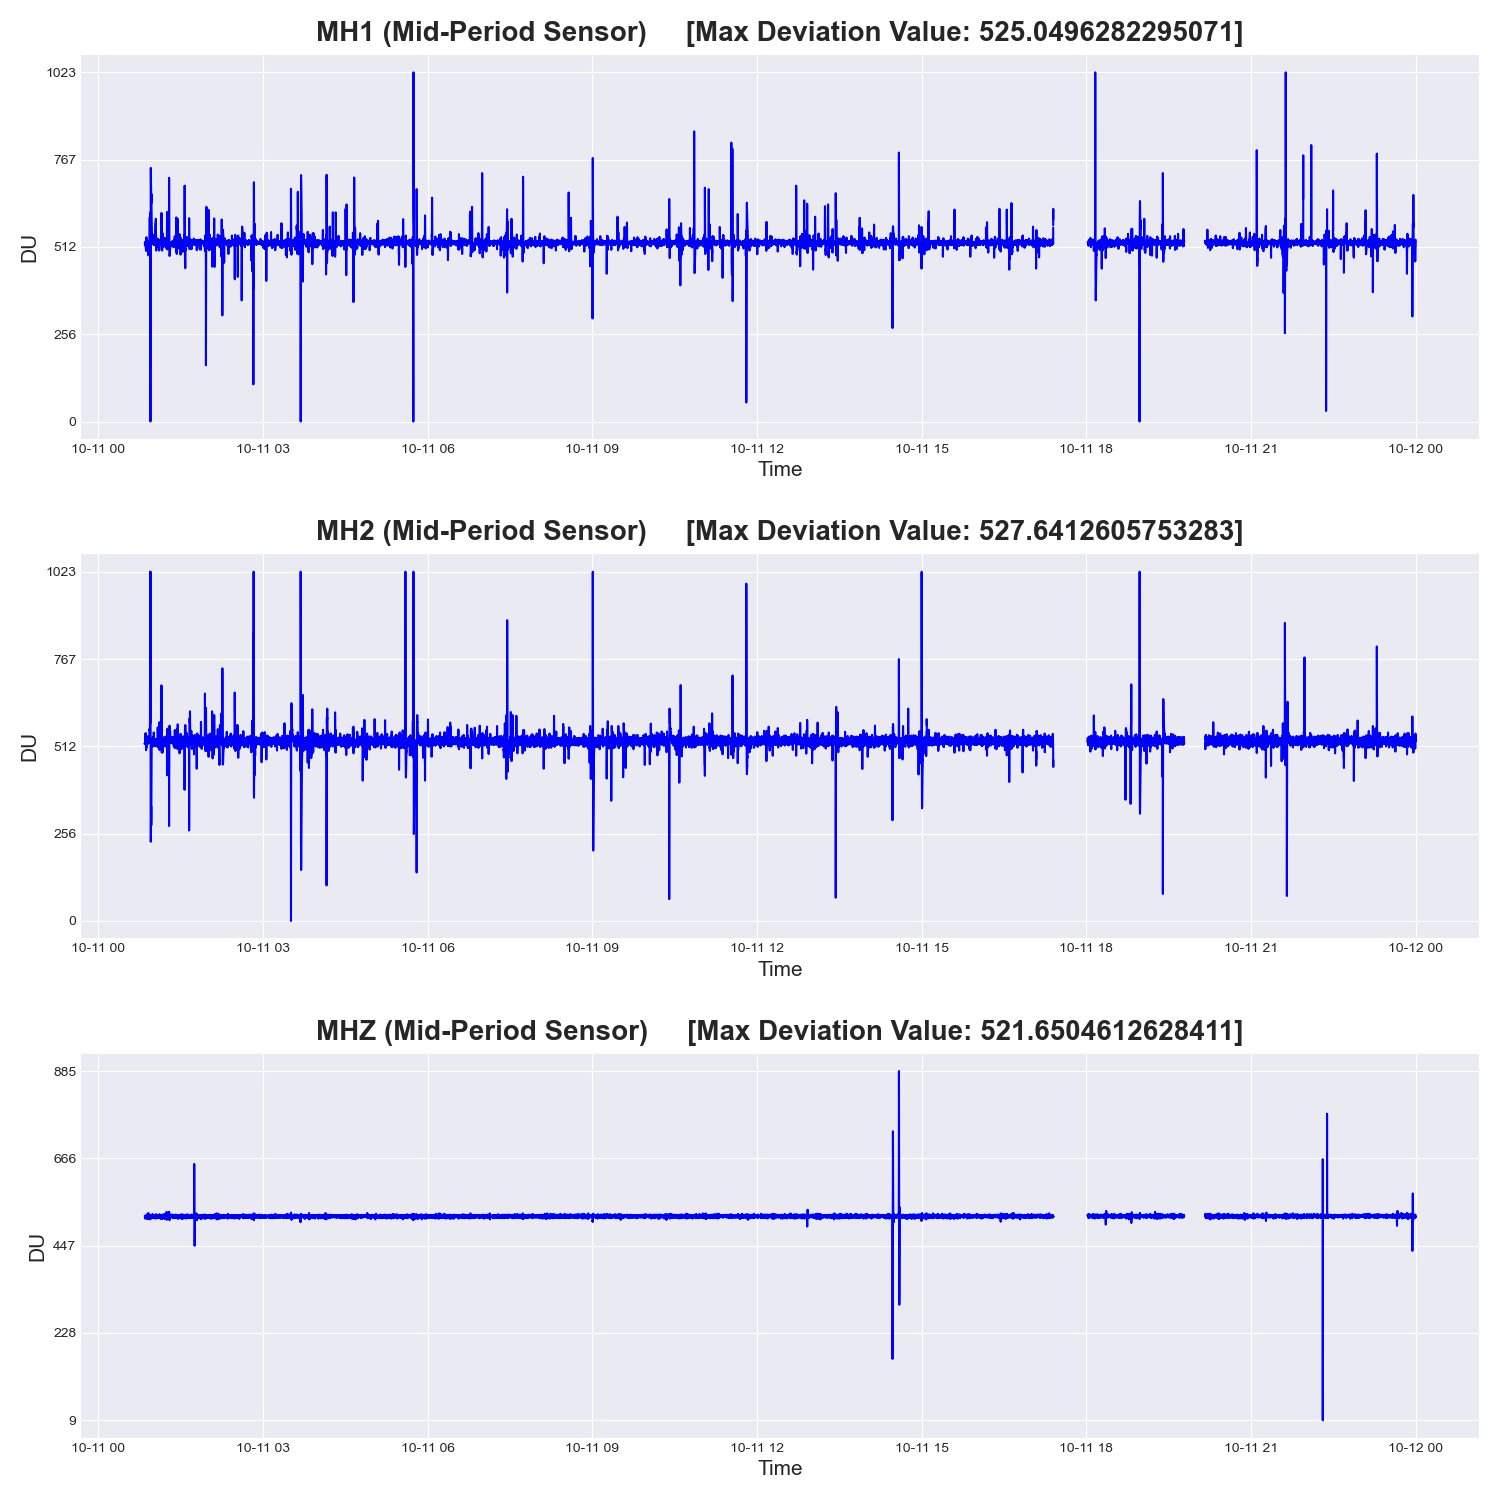 MH1 (Mid-Period Sensor) [Max Deviation Value: 525.0496282295071]
1023
767
512
256
0
DU
10-11 00 10-11 03 10-11 06 10-11 09 10-11 12 10-11 15 10-11 18 10-11 21 10-12 00
Time
MH2 (Mid-Period Sensor) [Max Deviation Value: 527.6412605753283]
1023
767
512
256
0
DU
10-11 00 10-11 03 10-11 06 10-11 09 10-11 12 10-11 15 10-11 18 10-11 21 10-12 00
Time
MHZ (Mid-Period Sensor) [Max Deviation Value: 521.6504612628411]
885
666
447
228
9
DU
10-11 00 10-11 03 10-11 06 10-11 09 10-11 12 10-11 15 10-11 18 10-11 21 10-12 00
Time